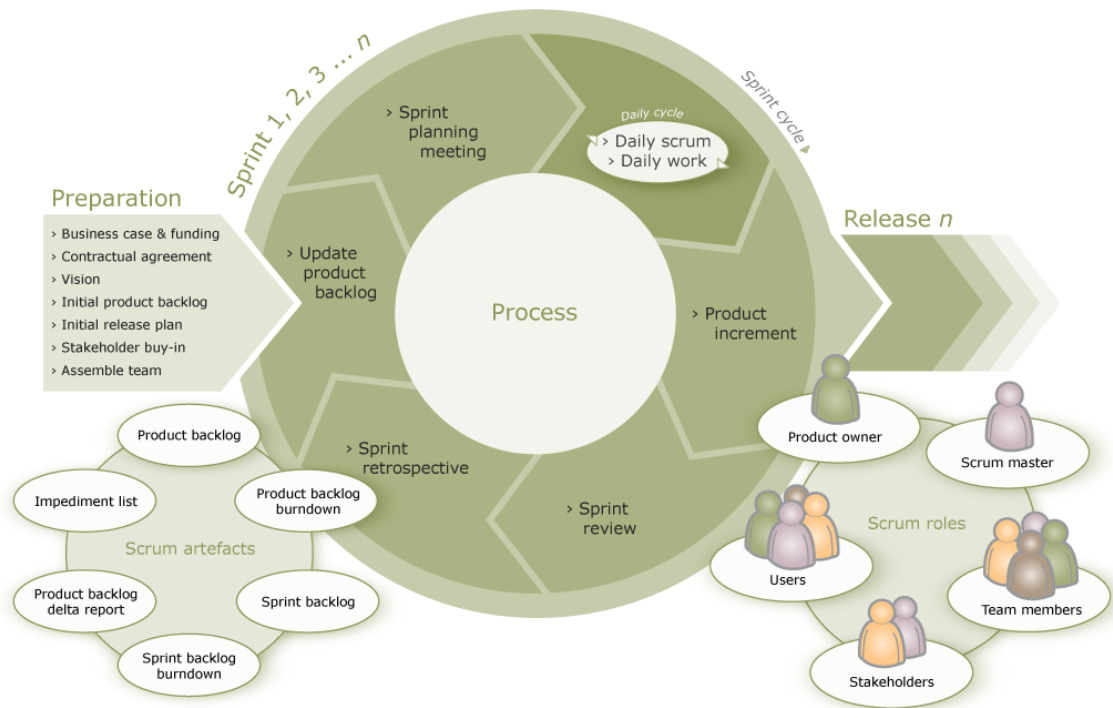 Sprint 1, 2, 3 ... n
Sprint cycle
Daily cycle
› Daily scrum
› Daily work
› Sprint
planning
meeting
Preparation
› Business case & funding
› Contractual agreement
› Vision
› Initial product backlog
› Initial release plan
› Stakeholder buy-in
› Assemble team
› Update
product
backlog
Process
› Product
increment
Release n
› Sprint
retrospective
› Sprint
review
Product backlog
Impediment list
Product backlog
burndown
Scrum artefacts
Product backlog
delta report
Sprint backlog
Sprint backlog
burndown
Product owner
Scrum master
Scrum roles
Users
Team members
Stakeholders